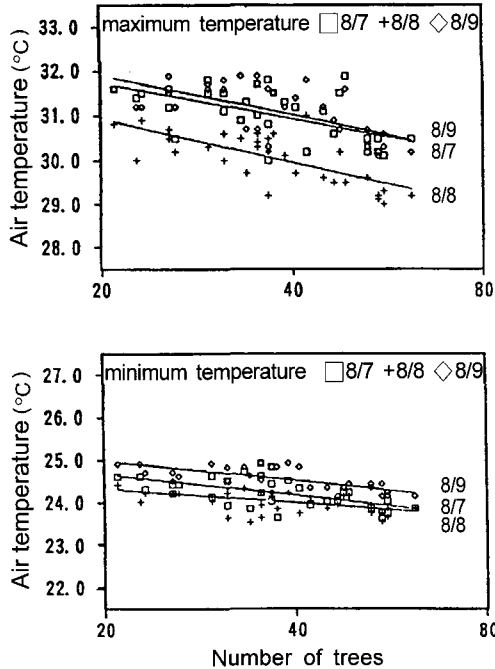 maximum temperature □8/7 +8/8 ◇8/9
33.0
32.0
31.0
30.0
29.0
28.0
Air temperature (°C)
8/9
8/7
8/8
20 40 80
minimum temperature □8/7 +8/8 ◇8/9
27.0
26.0
25.0
24.0
23.0
22.0
Air temperature (°C)
8/9
8/7
8/8
20 40 80
Number of trees